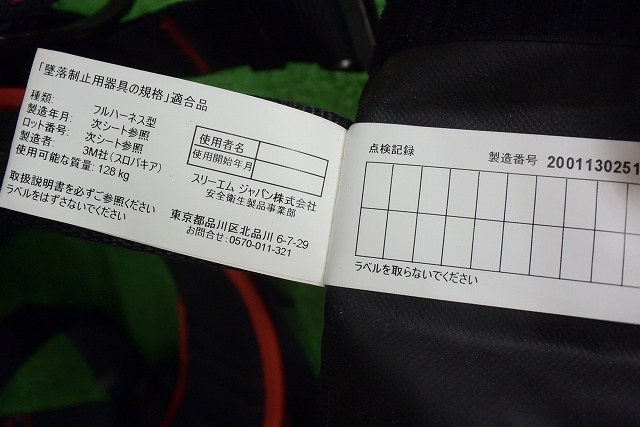 「墜落制止用器具の規格」適合品
種類: フルハーネス型
製造年月: 次シート参照
ロット番号: 次シート参照
製造者: 3M社(スロバキア)
使用可能な質量: 128 kg
取扱説明書を必ずご参照ください
ラベルをはずさないでください
使用者名
使用開始年月
スリーエム ジャパン株式会社
安全衛生製品事業部
東京都品川区北品川 6-7-29
お問合せ:0570-011-321
点検記録 製造番号 2001130251
ラベルを取らないでください